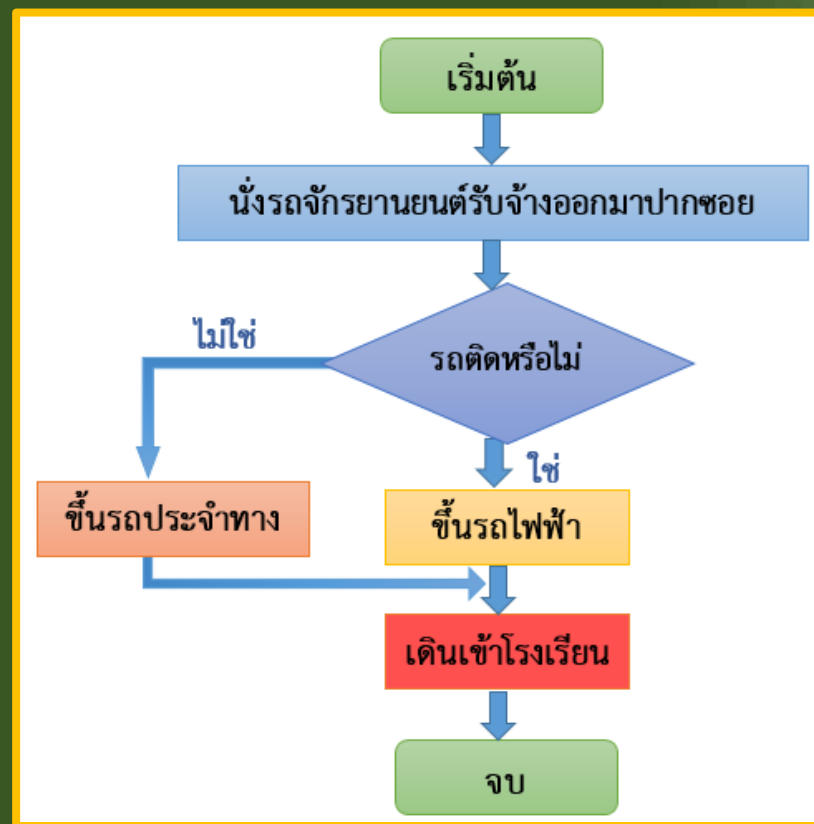 เริ่มต้น
นั่งรถจักรยานยนต์รับจ้างออกมาปากซอย
รถติดหรือไม่
ไม่ใช่
ใช่
ขึ้นรถประจำทาง
ขึ้นรถไฟฟ้า
เดินเข้าโรงเรียน
จบ